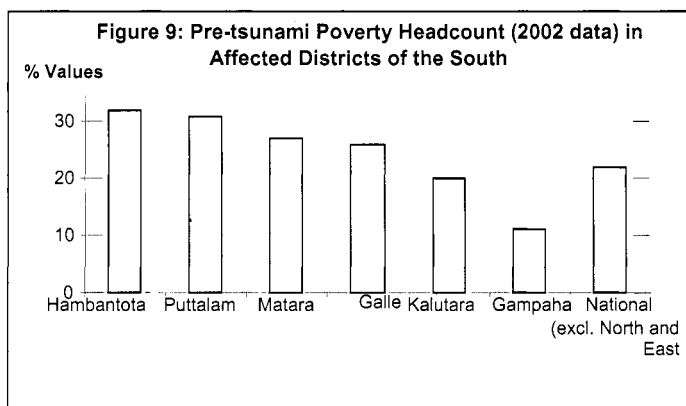 Figure 9: Pre-tsunami Poverty Headcount (2002 data) in
Affected Districts of the South
% Values
30
20
10
0
Hambantota Puttalam Matara Galle Kalutara Gampaha National
(excl. North and
East